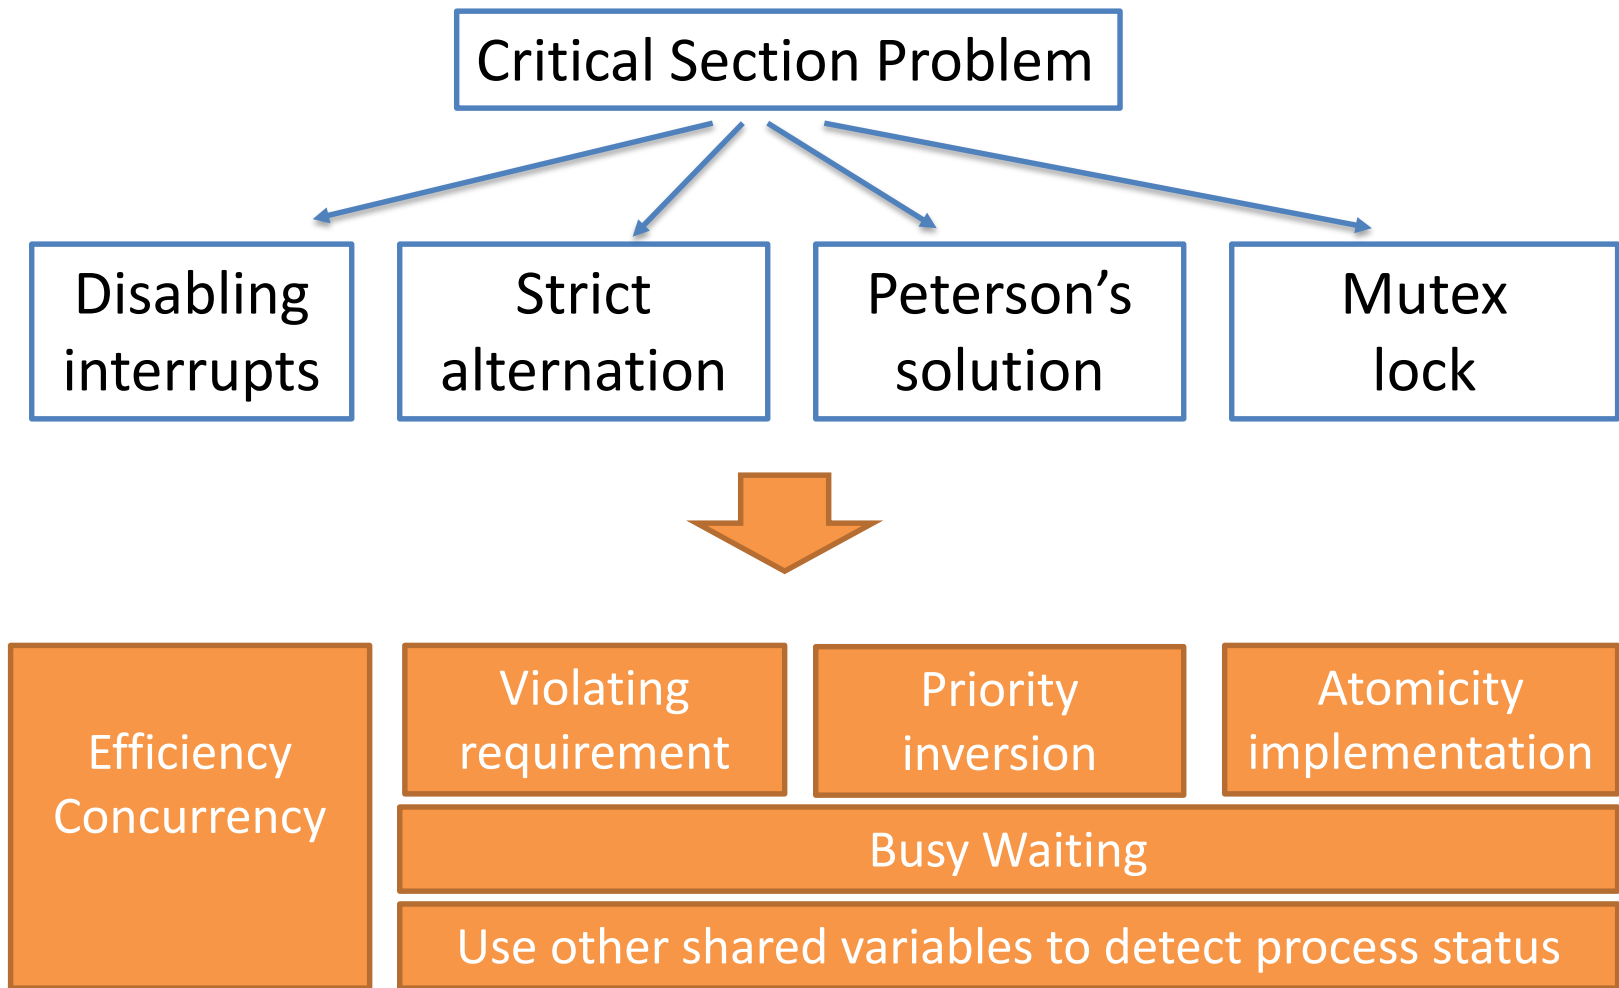 Critical Section Problem
Disabling
interrupts
Strict
alternation
Peterson’s
solution
Mutex
lock
Efficiency
Concurrency
Violating
requirement
Priority
inversion
Atomicity
implementation
Busy Waiting
Use other shared variables to detect process status